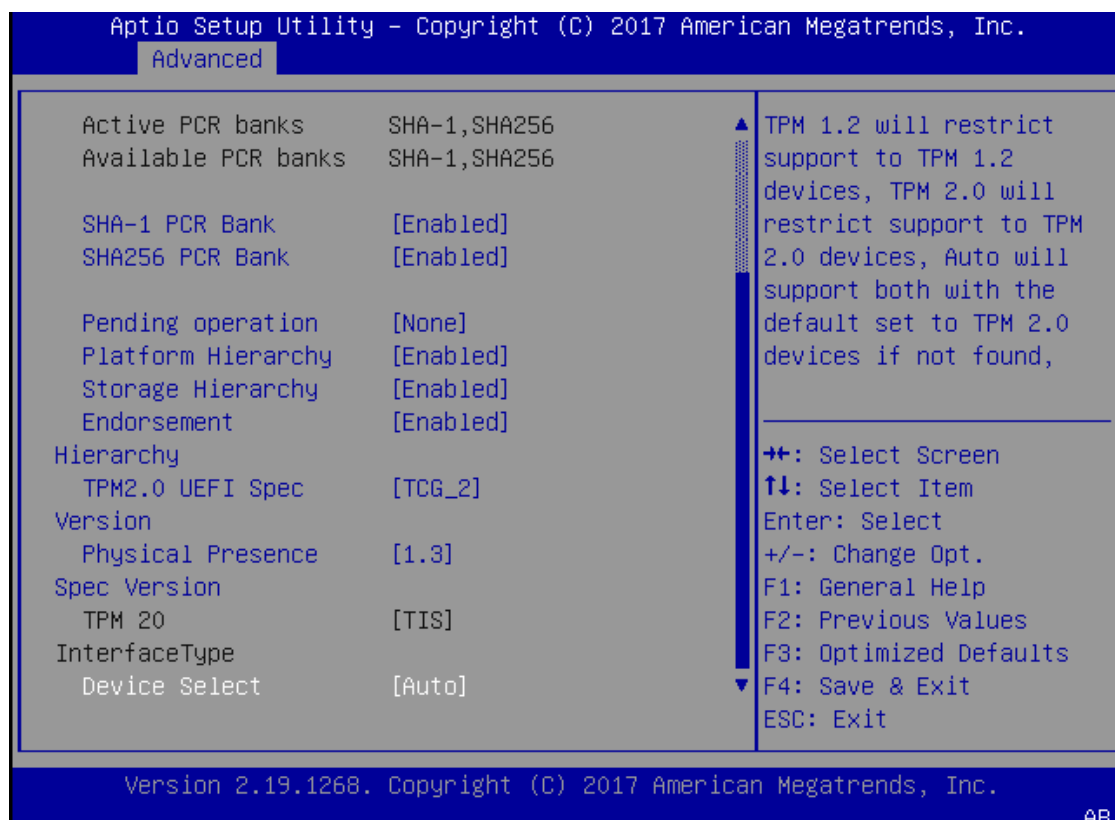 Aptio Setup Utility – Copyright (C) 2017 American Megatrends, Inc.
Advanced
Active PCR banks SHA-1,SHA256
Available PCR banks SHA-1,SHA256
SHA-1 PCR Bank [Enabled]
SHA256 PCR Bank [Enabled]
Pending operation [None]
Platform Hierarchy [Enabled]
Storage Hierarchy [Enabled]
Endorsement [Enabled]
Hierarchy
TPM2.0 UEFI Spec [TCG_2]
Version
Physical Presence [1.3]
Spec Version
TPM 20 [TIS]
InterfaceType
Device Select [Auto]
TPM 1.2 will restrict
support to TPM 1.2
devices, TPM 2.0 will
restrict support to TPM
2.0 devices, Auto will
support both with the
default set to TPM 2.0
devices if not found,
→←: Select Screen
↑↓: Select Item
Enter: Select
+/-: Change Opt.
F1: General Help
F2: Previous Values
F3: Optimized Defaults
F4: Save & Exit
ESC: Exit
Version 2.19.1268. Copyright (C) 2017 American Megatrends, Inc.
AB